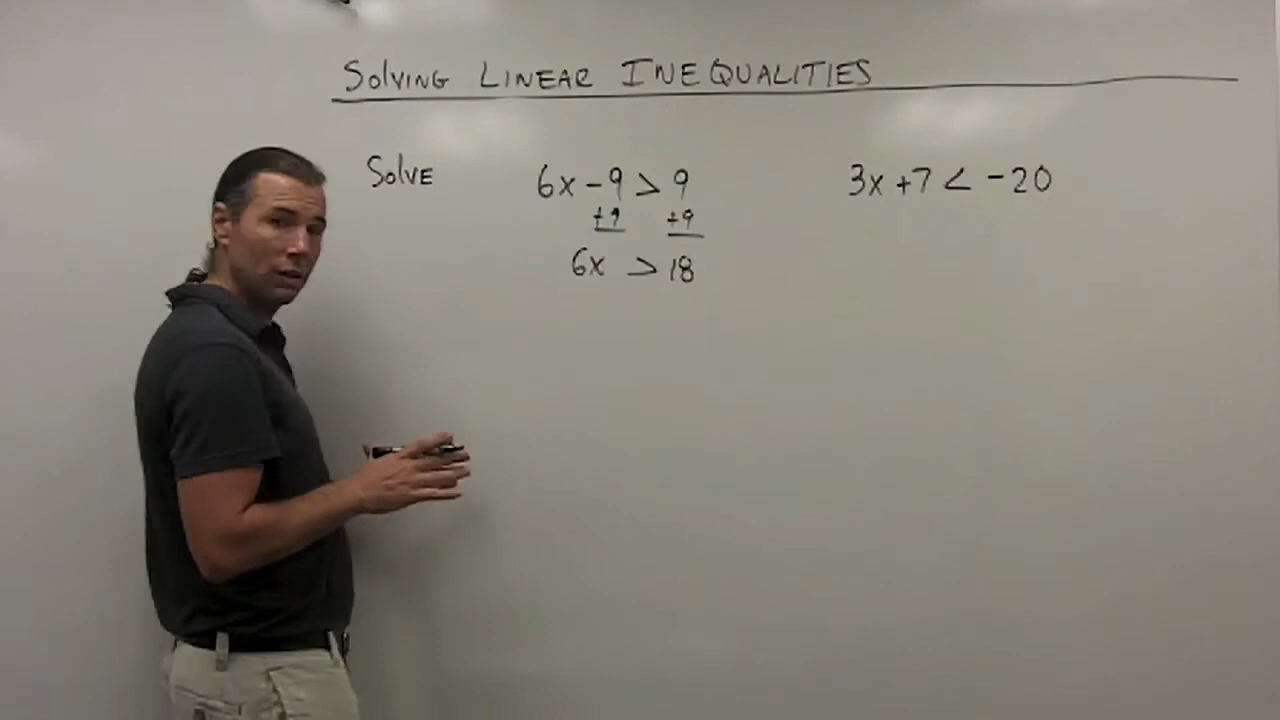 SOLVING LINEAR INEQUALITIES
SOLVE 6x - 9 > 9 3x + 7 < -20
+9 +9
6x > 18